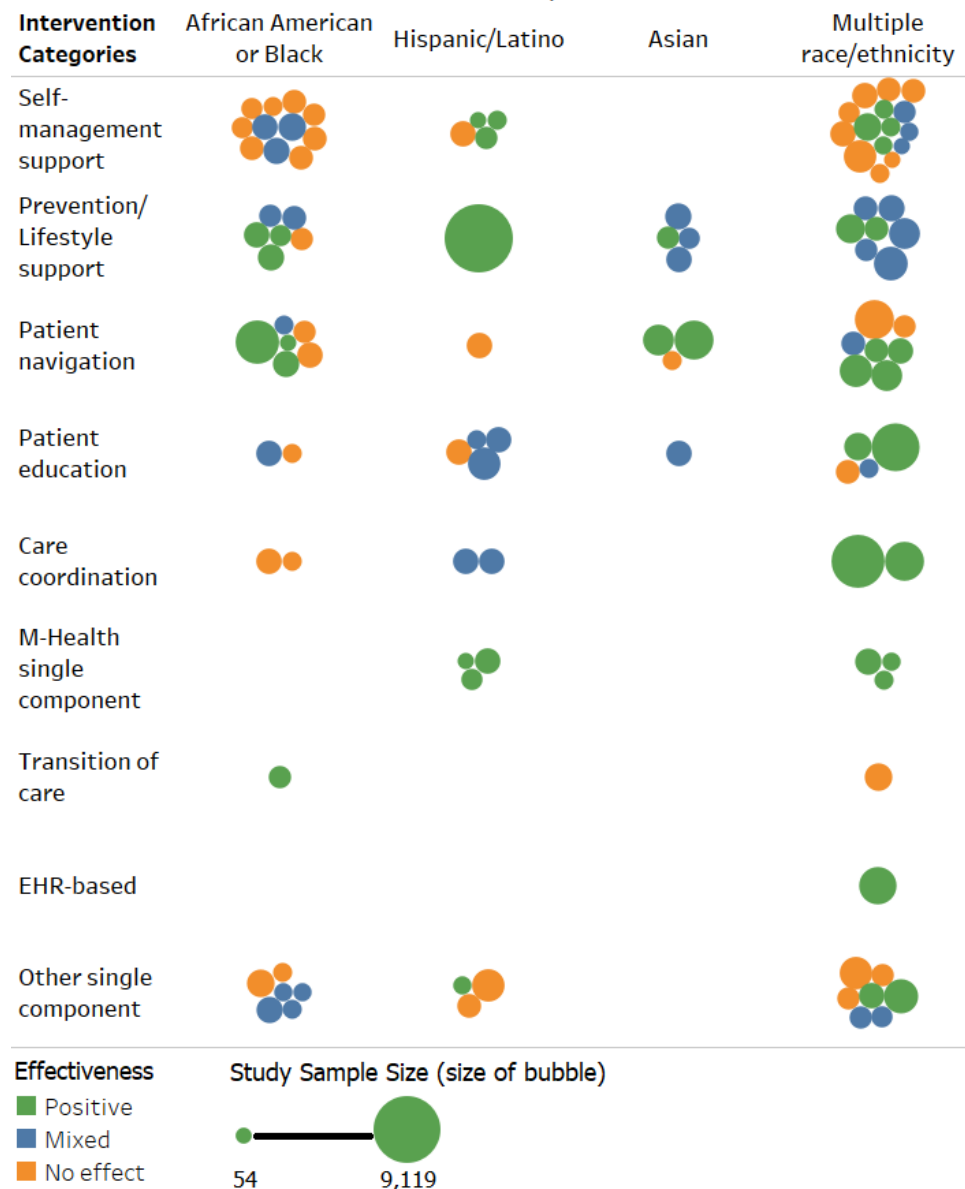 Intervention
Categories
African American
or Black
Hispanic/Latino
Asian
Multiple
race/ethnicity
Self-
management
support
Prevention/
Lifestyle
support
Patient
navigation
Patient
education
Care
coordination
M-Health
single
component
Transition of
care
EHR-based
Other single
component
Effectiveness
Positive
Mixed
No effect
Study Sample Size (size of bubble)
54
9,119